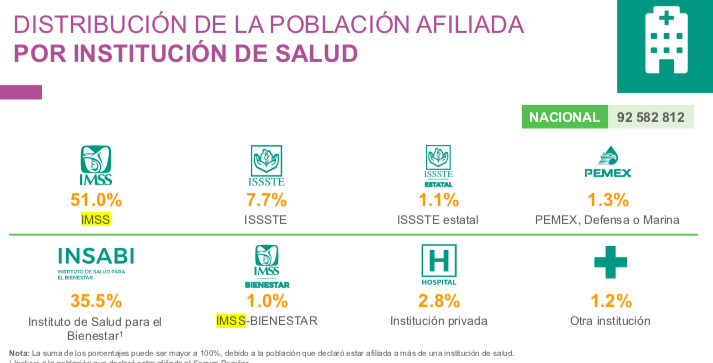 DISTRIBUCIÓN DE LA POBLACIÓN AFILIADA
POR INSTITUCIÓN DE SALUD
NACIONAL 92 582 812
IMSS
ISSSTE
ISSSTE
ESTATAL
PEMEX
51.0%
7.7%
1.1%
1.3%
IMSS
ISSSTE
ISSSTE estatal
PEMEX, Defensa o Marina
INSABI
INSTITUTO DE SALUD PARA
EL BIENESTAR
IMSS
BIENESTAR
H
HOSPITAL
35.5%
1.0%
2.8%
1.2%
Instituto de Salud para el
Bienestar¹
IMSS-BIENESTAR
Institución privada
Otra institución
Nota: La suma de los porcentajes puede ser mayor a 100%, debido a la población que declaró estar afiliada a más de una institución de salud.